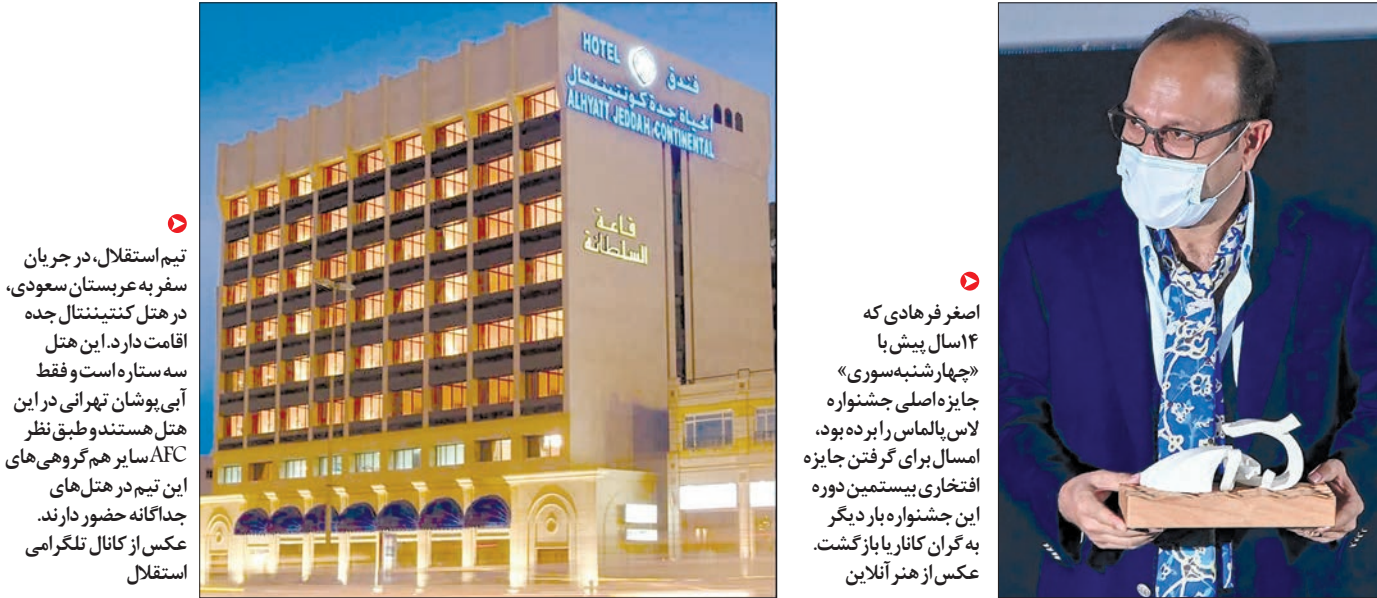 اصغر فرهادی که
۱۴سال پیش با
«چهارشنبه‌سوری»
جایزه اصلی جشنواره
لاس پالماس را برده بود،
امسال برای گرفتن جایزه
افتخاری بیستمین دوره
این جشنواره بار دیگر
به گران کاناریا بازگشت.
عکس از هنر آنلاین
HOTEL فندق
الحياة جدة كونتيننتال
ALHYATT JEDDAH CONTINENTAL
قاعة
السلطانة
تیم استقلال، در جریان
سفر به عربستان سعودی،
در هتل کنتیننتال جده
اقامت دارد. این هتل
سه ستاره است و فقط
آبی‌پوشان تهرانی در این
هتل هستند و طبق نظر
AFC سایر هم گروهی‌های
این تیم در هتل‌های
جداگانه حضور دارند.
عکس از کانال تلگرامی
استقلال